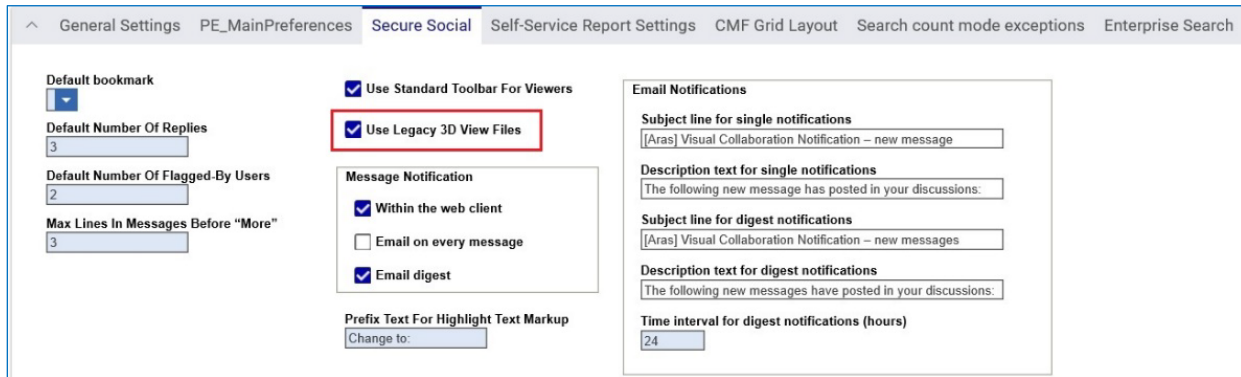 General Settings PE_MainPreferences Secure Social Self-Service Report Settings CMF Grid Layout Search count mode exceptions Enterprise Search
Default bookmark
Default Number Of Replies
3
Default Number Of Flagged-By Users
2
Max Lines In Messages Before “More”
3
Use Standard Toolbar For Viewers
Use Legacy 3D View Files
Message Notification
Within the web client
Email on every message
Email digest
Prefix Text For Highlight Text Markup
Change to:
Email Notifications
Subject line for single notifications
[Aras] Visual Collaboration Notification – new message
Description text for single notifications
The following new message has posted in your discussions:
Subject line for digest notifications
[Aras] Visual Collaboration Notification – new messages
Description text for digest notifications
The following new messages have posted in your discussions:
Time interval for digest notifications (hours)
24